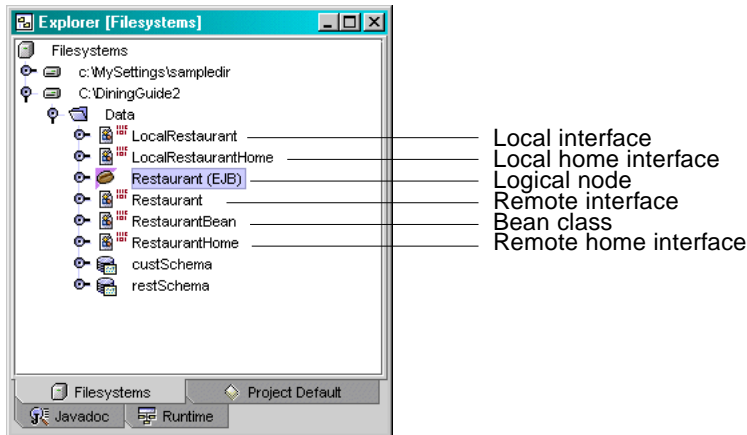 Explorer [Filesystems]
Filesystems
c:\MySettings\sampledir
C:\DiningGuide2
Data
LocalRestaurant
Local interface
LocalRestaurantHome
Local home interface
Restaurant (EJB)
Logical node
Restaurant
Remote interface
RestaurantBean
Bean class
RestaurantHome
Remote home interface
custSchema
restSchema
Filesystems
Project Default
Javadoc
Runtime